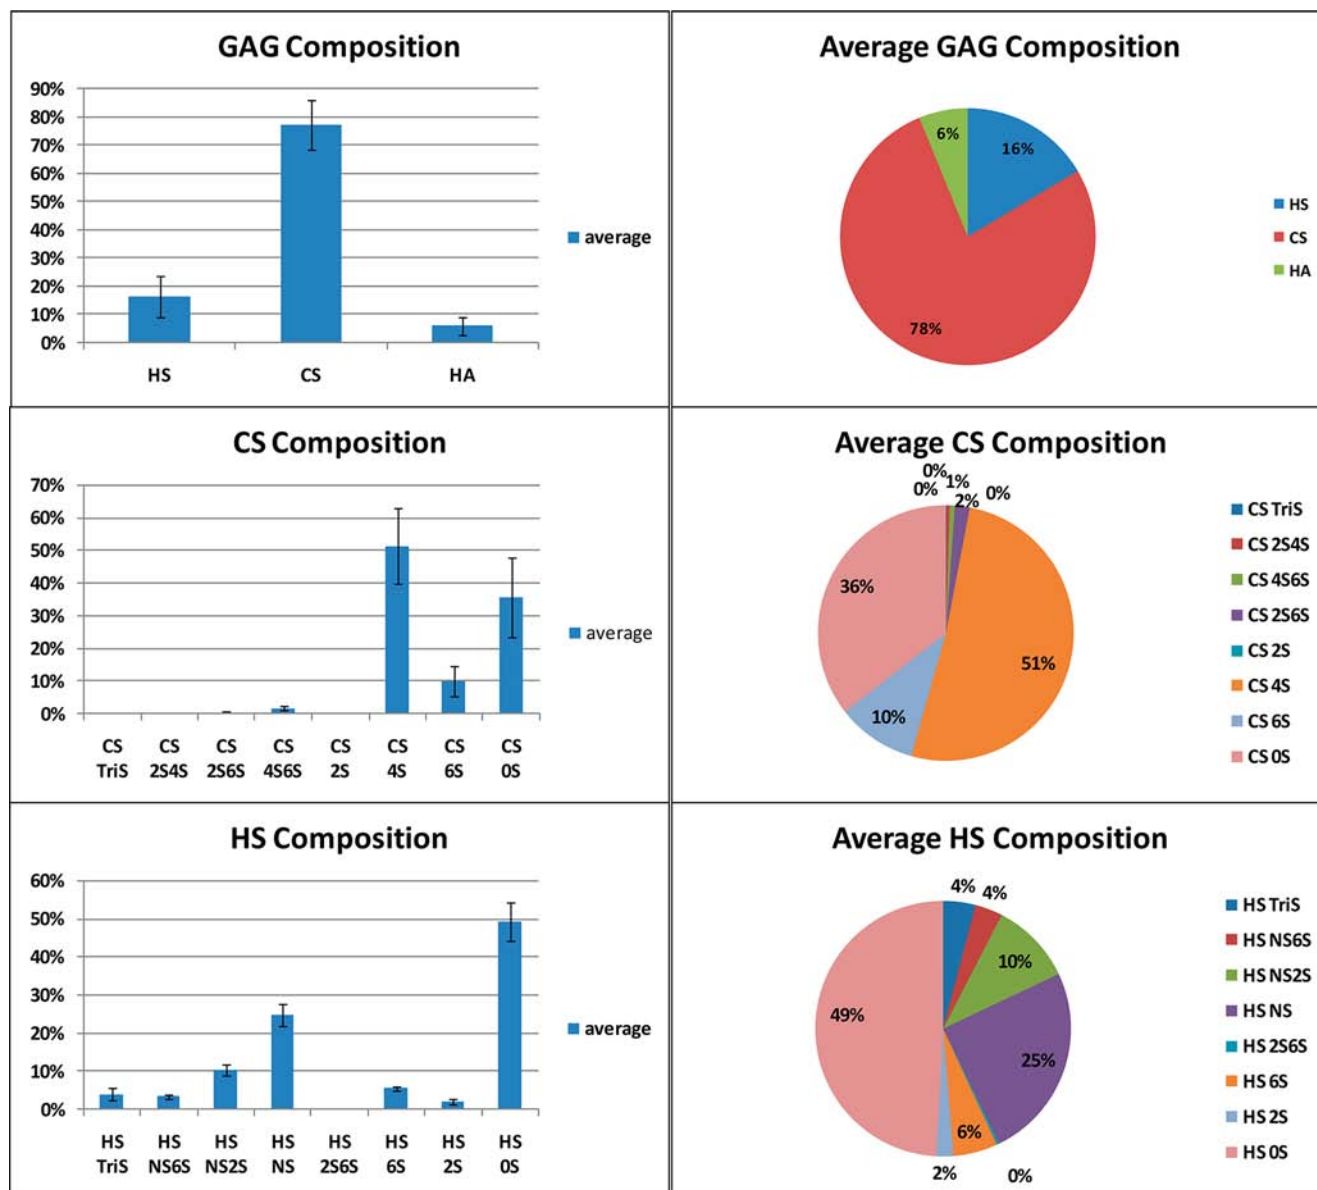 GAG Composition
90%
80%
70%
60%
50%
40%
30%
20%
10%
0%
HS CS HA
average
Average GAG Composition
6%
16%
78%
HS
CS
HA
CS Composition
70%
60%
50%
40%
30%
20%
10%
0%
CS CS CS CS CS CS CS CS
TriS 2S4S 2S6S 4S6S 2S 4S 6S 0S
average
Average CS Composition
0%
0% 1% 0%
2%
36%
51%
10%
CS TriS
CS 2S4S
CS 4S6S
CS 2S6S
CS 2S
CS 4S
CS 6S
CS 0S
HS Composition
60%
50%
40%
30%
20%
10%
0%
HS HS HS HS HS HS HS HS
TriS NS6S NS2S NS 2S6S 6S 2S 0S
average
Average HS Composition
4% 4%
10%
49%
25%
6%
2% 0%
HS TriS
HS NS6S
HS NS2S
HS NS
HS 2S6S
HS 6S
HS 2S
HS 0S